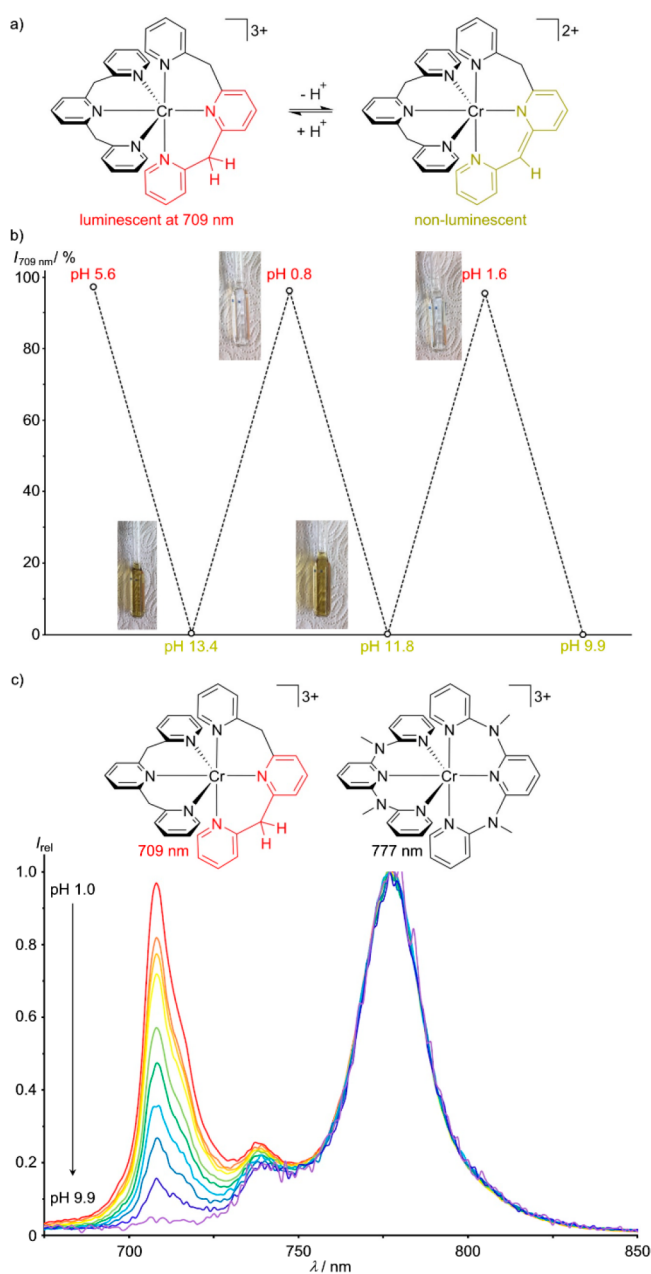 a)
3+
2+
N
N
N
Cr
N
N
N
H
H
- H+
+ H+
N
N
N
Cr
N
N
N
H
luminescent at 709 nm
non-luminescent
b)
I709 nm/ %
100
80
60
40
20
0
pH 5.6
pH 0.8
pH 1.6
pH 13.4
pH 11.8
pH 9.9
c)
3+
3+
N
N
N
Cr
N
N
N
H
H
N
N
N
N
N
Cr
N
N
N
N
N
709 nm
777 nm
Irel
1.0
0.8
0.6
0.4
0.2
0
pH 1.0
pH 9.9
700
750
800
850
λ / nm